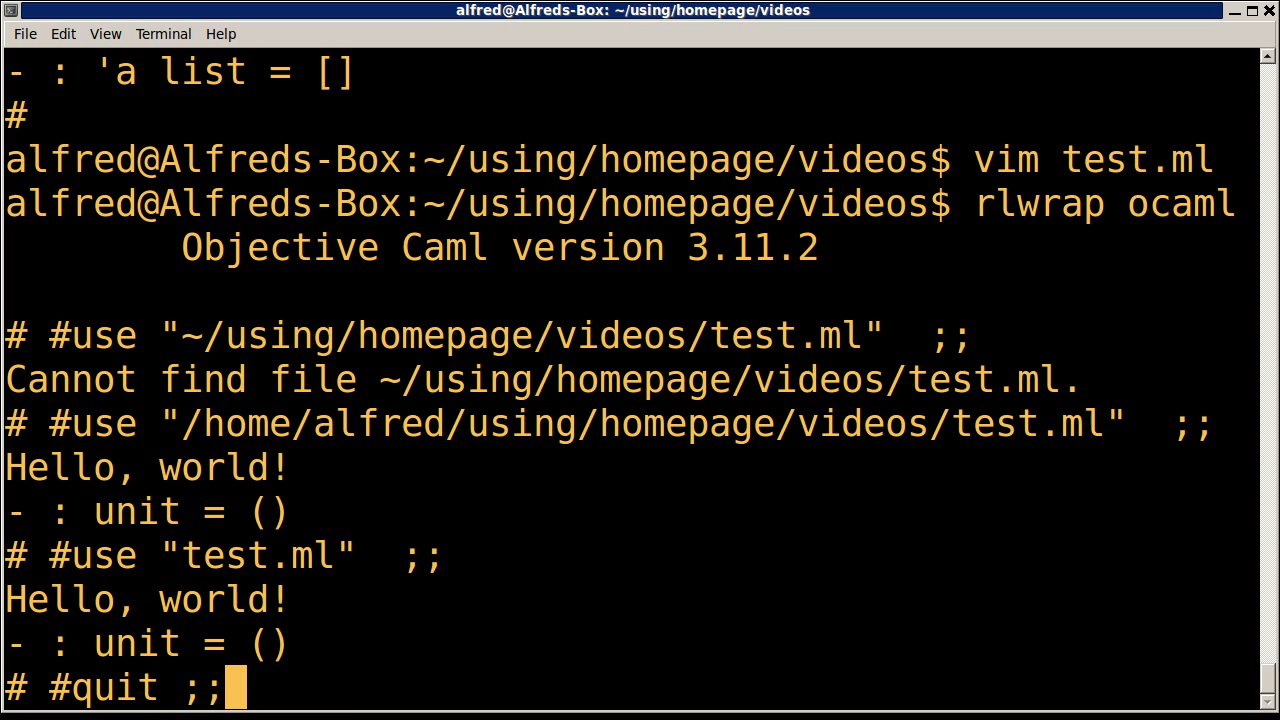 alfred@Alfreds-Box: ~/using/homepage/videos
File Edit View Terminal Help
- : 'a list = []
#
alfred@Alfreds-Box:~/using/homepage/videos$ vim test.ml
alfred@Alfreds-Box:~/using/homepage/videos$ rlwrap ocaml
        Objective Caml version 3.11.2
# #use "~/using/homepage/videos/test.ml"  ;;
Cannot find file ~/using/homepage/videos/test.ml.
# #use "/home/alfred/using/homepage/videos/test.ml"  ;;
Hello, world!
- : unit = ()
# #use "test.ml"  ;;
Hello, world!
- : unit = ()
# #quit ;;